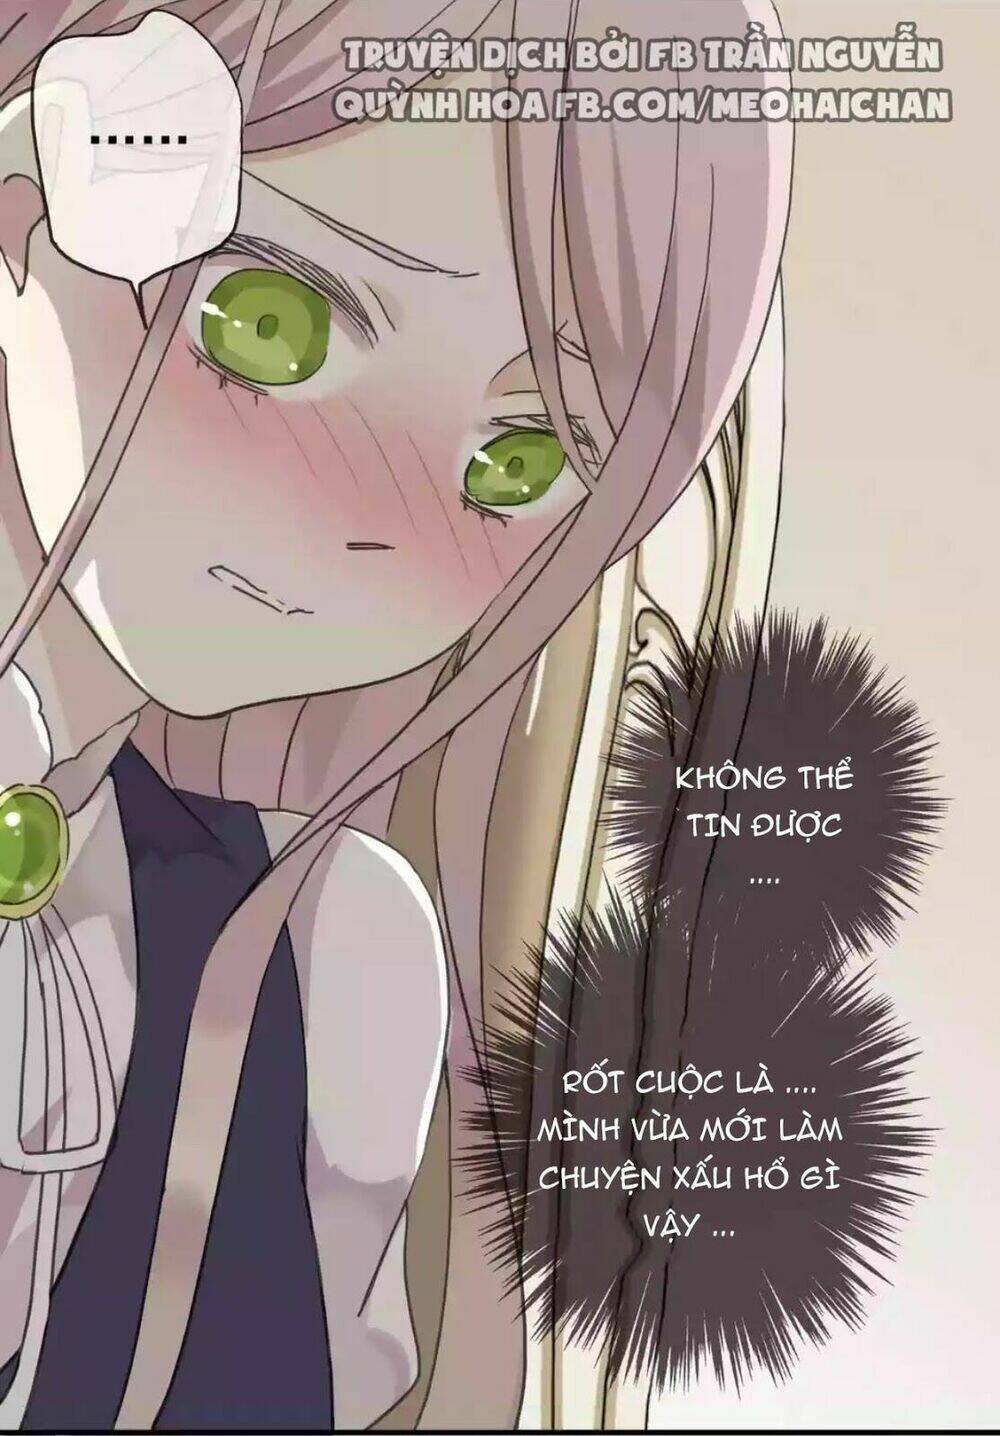 TRUYỆN DỊCH BỞI FB TRẦN NGUYỄN
QUỲNH HOA FB.COM/MEOHAICHAN
......
KHÔNG THỂ
TIN ĐƯỢC
....
RỐT CUỘC LÀ ....
MÌNH VỪA MỚI LÀM
CHUYỆN XẤU HỔ GÌ
VẬY ...